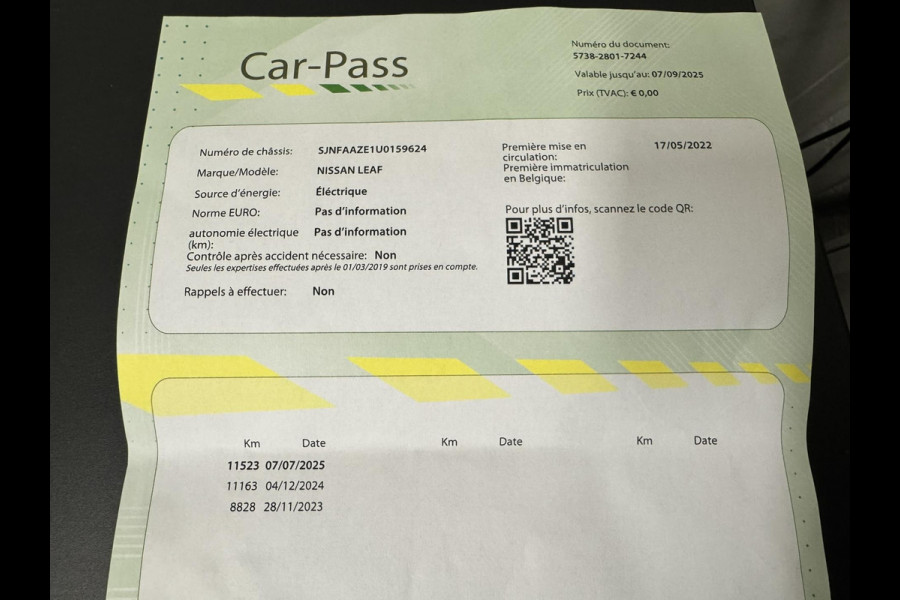 Car-Pass
Numéro du document:
5738-2801-7244
Valable jusqu'au: 07/09/2025
Prix (TVAC): € 0,00
Numéro de châssis: SJNFAAZE1U0159624
Marque/Modèle: NISSAN LEAF
Source d'énergie: Éléctrique
Norme EURO: Pas d'information
autonomie électrique Pas d'information
(km):
Contrôle après accident nécessaire: Non
Seules les expertises effectuées après le 01/03/2019 sont prises en compte.
Rappels à effectuer: Non
Première mise en 17/05/2022
circulation:
Première immatriculation
en Belgique:
Pour plus d'infos, scannez le code QR:
Km Date Km Date Km Date
11523 07/07/2025
11163 04/12/2024
8828 28/11/2023